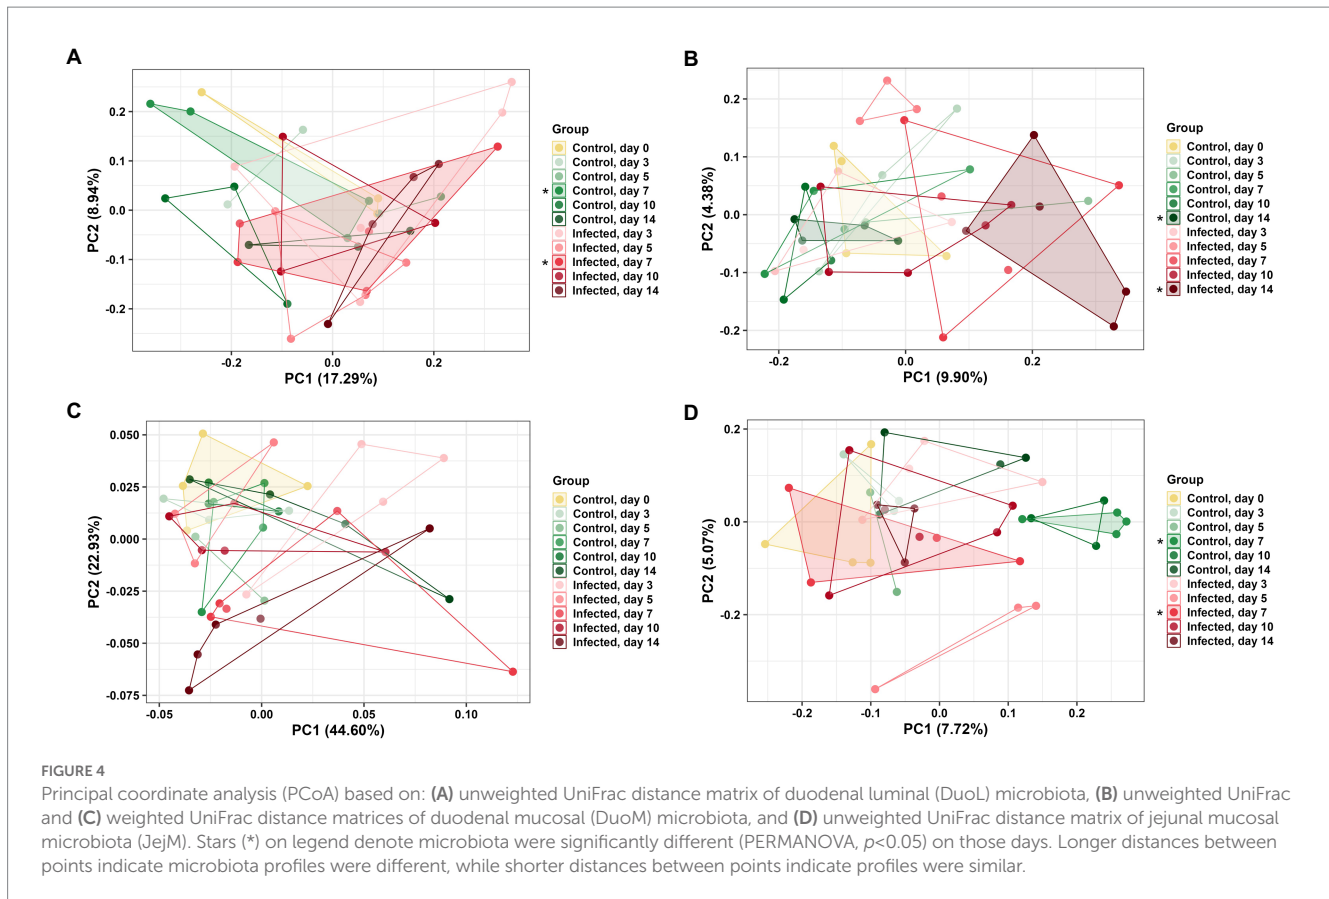 A
PC2 (8.94%)
0.2
0.1
0.0
-0.1
-0.2
-0.2
0.0
0.2
PC1 (17.29%)
Group
Control, day 0
Control, day 3
Control, day 5
* Control, day 7
Control, day 10
Control, day 14
Infected, day 3
Infected, day 5
* Infected, day 7
Infected, day 10
Infected, day 14
B
PC2 (4.38%)
0.2
0.1
0.0
-0.1
-0.2
-0.2
0.0
0.2
PC1 (9.90%)
Group
Control, day 0
Control, day 3
Control, day 5
Control, day 7
Control, day 10
* Control, day 14
Infected, day 3
Infected, day 5
Infected, day 7
Infected, day 10
* Infected, day 14
C
PC2 (22.93%)
0.050
0.025
0.000
-0.025
-0.050
-0.075
-0.05
0.00
0.05
0.10
PC1 (44.60%)
Group
Control, day 0
Control, day 3
Control, day 5
Control, day 7
Control, day 10
Control, day 14
Infected, day 3
Infected, day 5
Infected, day 7
Infected, day 10
Infected, day 14
D
PC2 (5.07%)
0.2
0.0
-0.2
-0.2
-0.1
0.0
0.1
0.2
PC1 (7.72%)
Group
Control, day 0
Control, day 3
Control, day 5
* Control, day 7
Control, day 10
Control, day 14
Infected, day 3
Infected, day 5
* Infected, day 7
Infected, day 10
Infected, day 14
FIGURE 4
Principal coordinate analysis (PCoA) based on: (A) unweighted UniFrac distance matrix of duodenal luminal (DuoL) microbiota, (B) unweighted UniFrac
and (C) weighted UniFrac distance matrices of duodenal mucosal (DuoM) microbiota, and (D) unweighted UniFrac distance matrix of jejunal mucosal
microbiota (JejM). Stars (*) on legend denote microbiota were significantly different (PERMANOVA, p<0.05) on those days. Longer distances between
points indicate microbiota profiles were different, while shorter distances between points indicate profiles were similar.